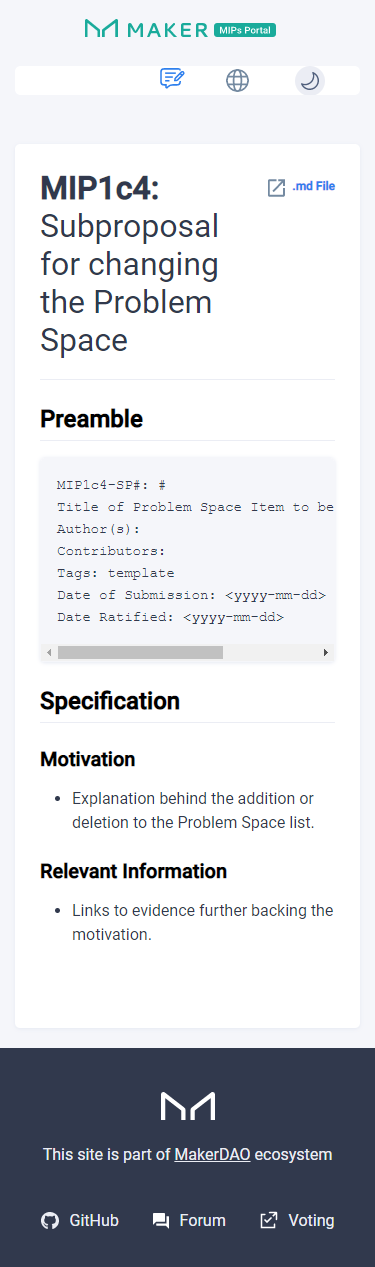 MAKER MIPs Portal
MIP1c4:
Subproposal
for changing
the Problem
Space
.md File
Preamble
MIP1c4-SP#: #
Title of Problem Space Item to be
Author(s):
Contributors:
Tags: template
Date of Submission: <yyyy-mm-dd>
Date Ratified: <yyyy-mm-dd>
Specification
Motivation
• Explanation behind the addition or
deletion to the Problem Space list.
Relevant Information
• Links to evidence further backing the
motivation.
This site is part of MakerDAO ecosystem
GitHub Forum Voting